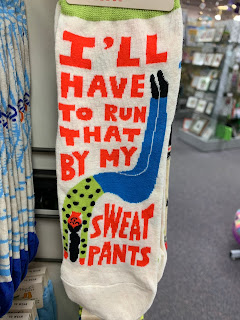 I'LL
HAVE
TO RUN
THAT
BY MY
SWEAT
PANTS